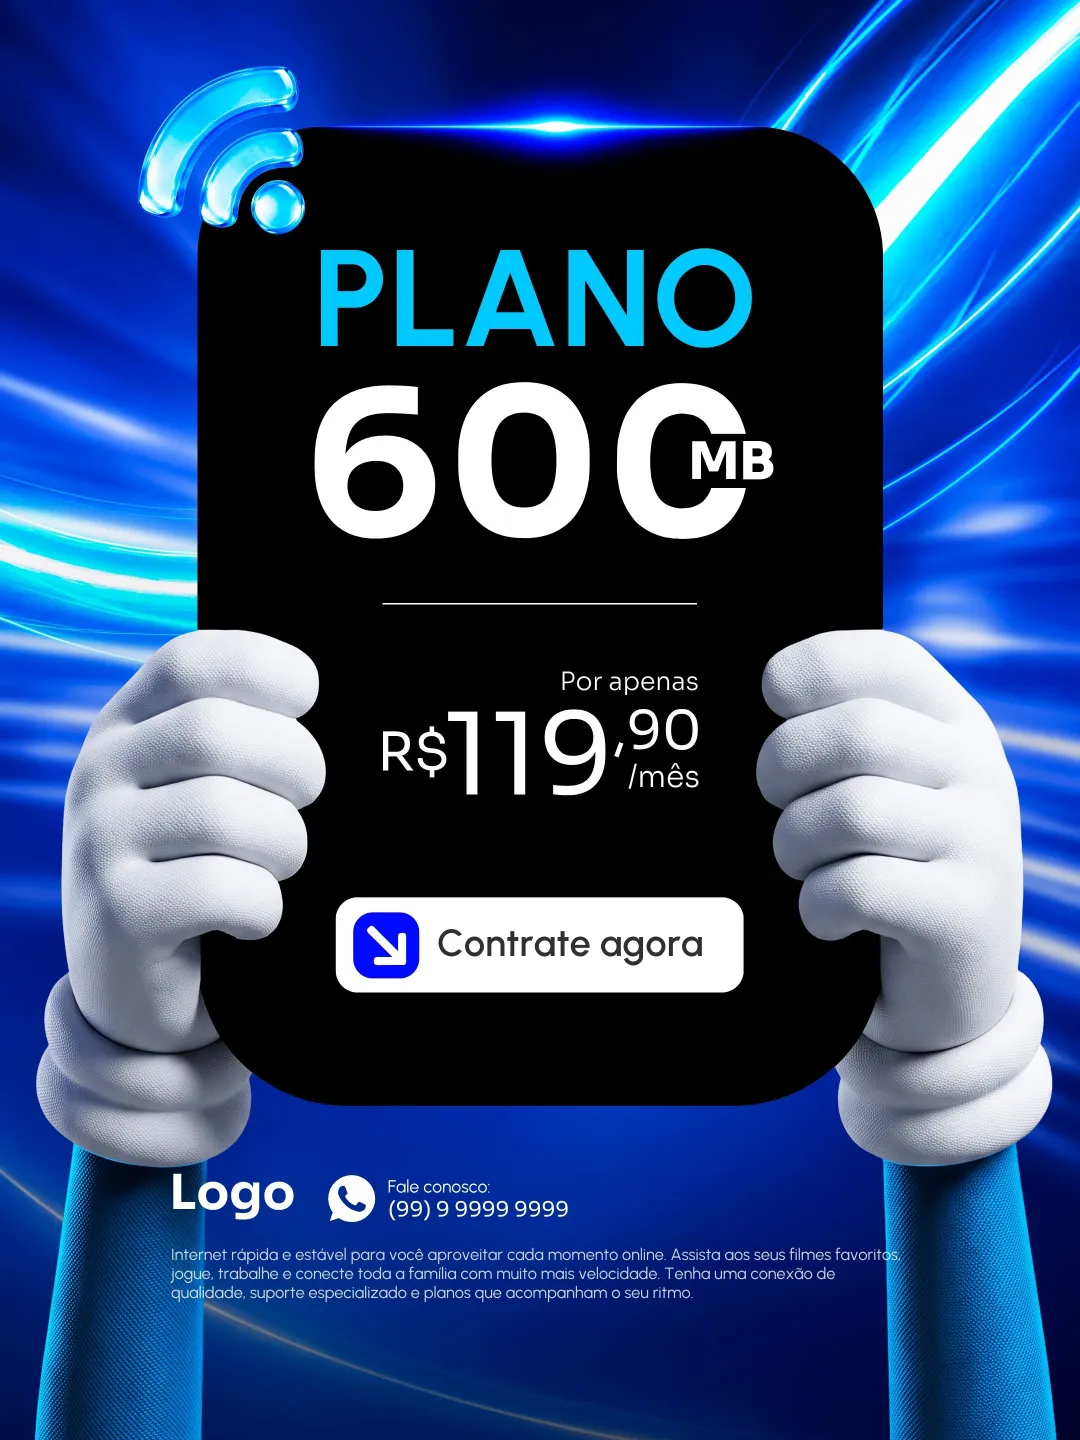 PLANO
600
MB
Por apenas
R$119,90
/mês
Contrate agora
Logo
Fale conosco:
(99) 9 9999 9999
Internet rápida e estável para você aproveitar cada momento online. Assista aos seus filmes favoritos,
jogue, trabalhe e conecte toda a família com muito mais velocidade. Tenha uma conexão de
qualidade, suporte especializado e planos que acompanham o seu ritmo.